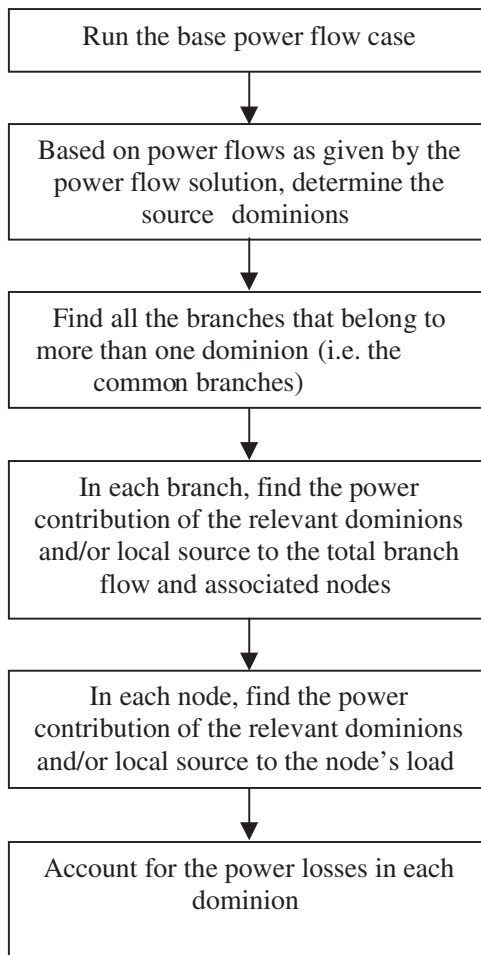 Run the base power flow case
Based on power flows as given by the
power flow solution, determine the
source dominions
Find all the branches that belong to
more than one dominion (i.e. the
common branches)
In each branch, find the power
contribution of the relevant dominions
and/or local source to the total branch
flow and associated nodes
In each node, find the power
contribution of the relevant dominions
and/or local source to the node's load
Account for the power losses in each
dominion